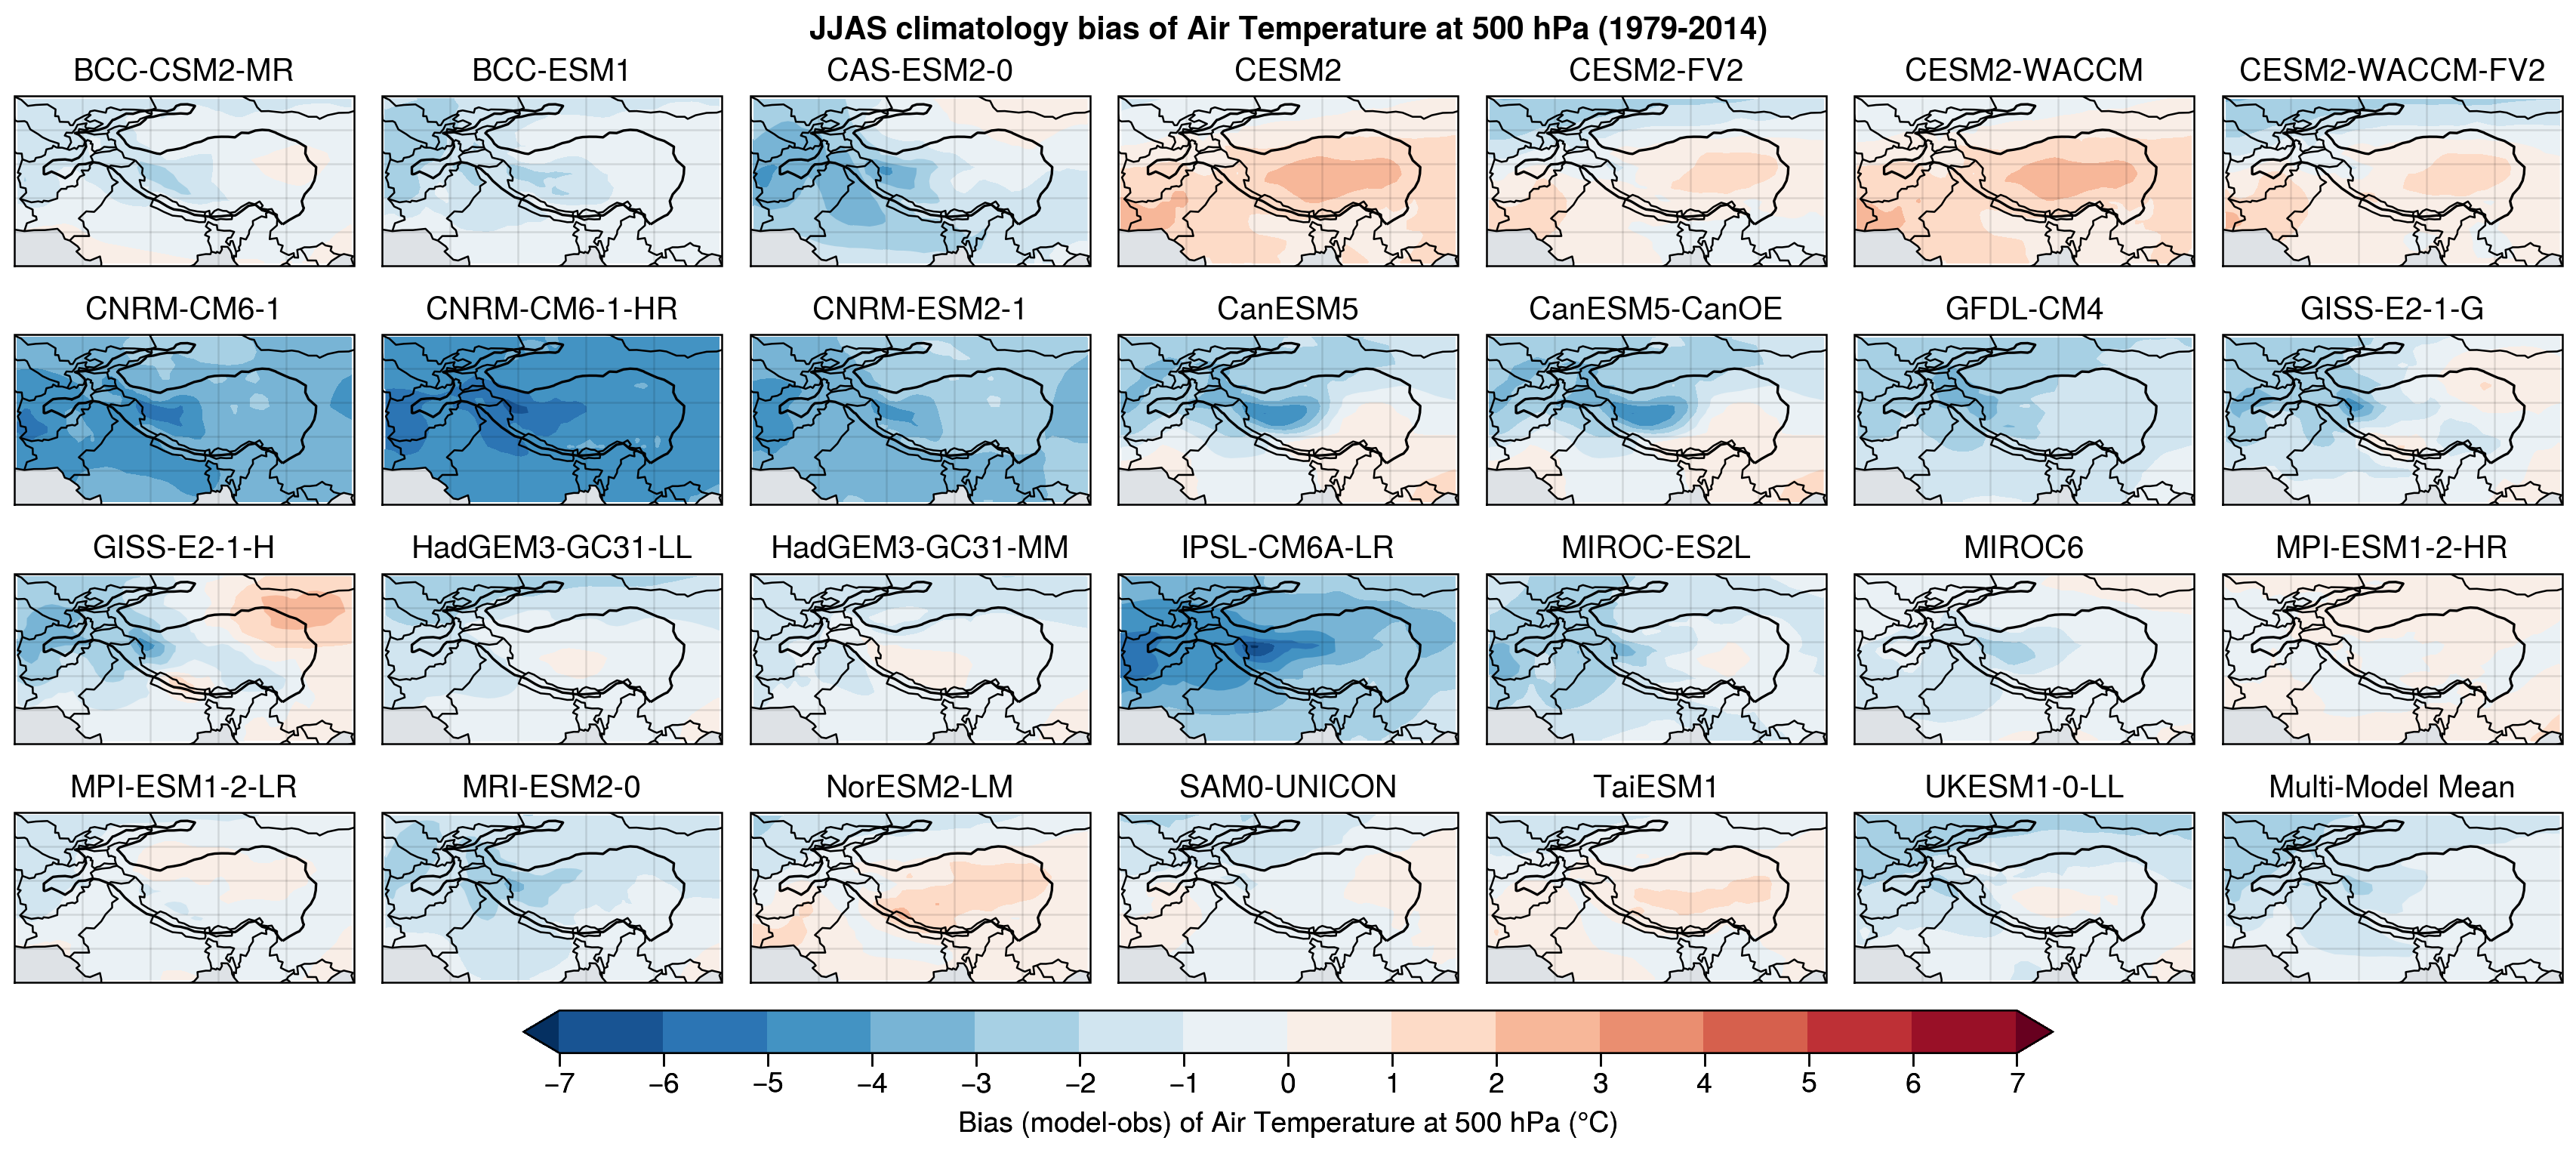 JJAS climatology bias of Air Temperature at 500 hPa (1979-2014)
BCC-CSM2-MR BCC-ESM1 CAS-ESM2-0 CESM2 CESM2-FV2 CESM2-WACCM CESM2-WACCM-FV2
CNRM-CM6-1 CNRM-CM6-1-HR CNRM-ESM2-1 CanESM5 CanESM5-CanOE GFDL-CM4 GISS-E2-1-G
GISS-E2-1-H HadGEM3-GC31-LL HadGEM3-GC31-MM IPSL-CM6A-LR MIROC-ES2L MIROC6 MPI-ESM1-2-HR
MPI-ESM1-2-LR MRI-ESM2-0 NorESM2-LM SAM0-UNICON TaiESM1 UKESM1-0-LL Multi-Model Mean
−7 −6 −5 −4 −3 −2 −1 0 1 2 3 4 5 6 7
Bias (model-obs) of Air Temperature at 500 hPa (°C)